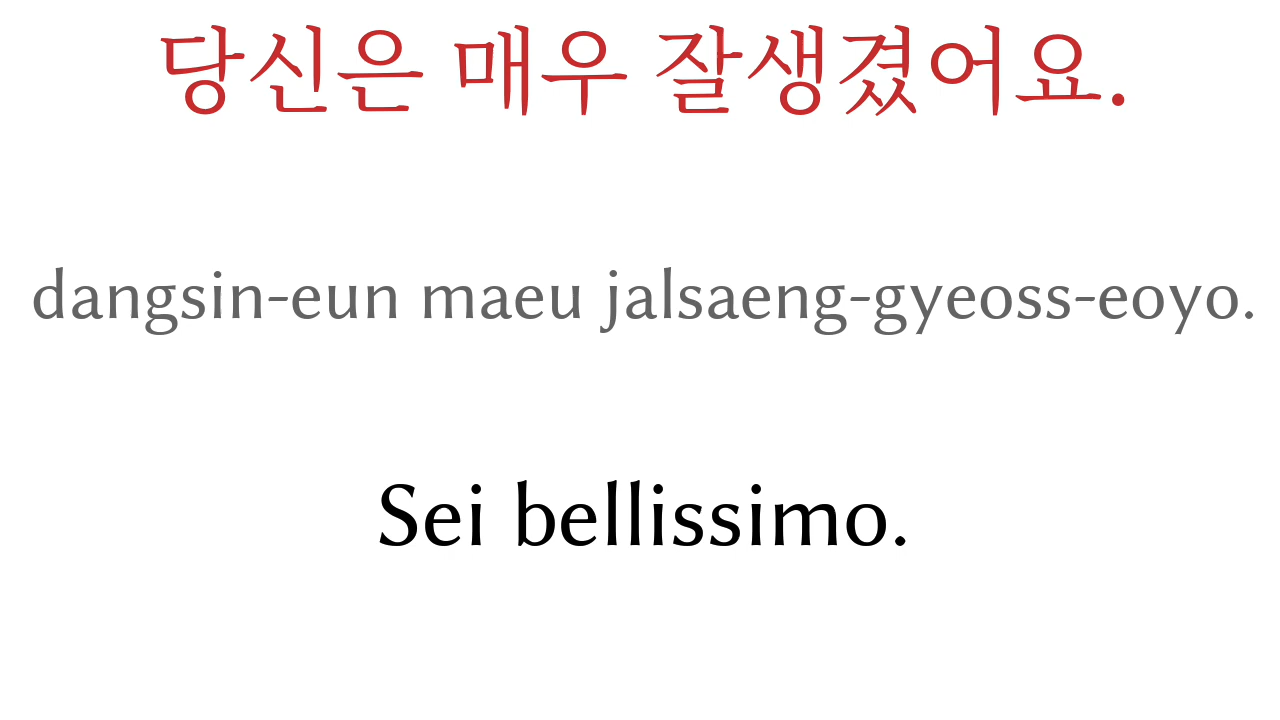 당신은 매우 잘생겼어요.
dangsin-eun maeu jalsaeng-gyeoss-eoyo.
Sei bellissimo.